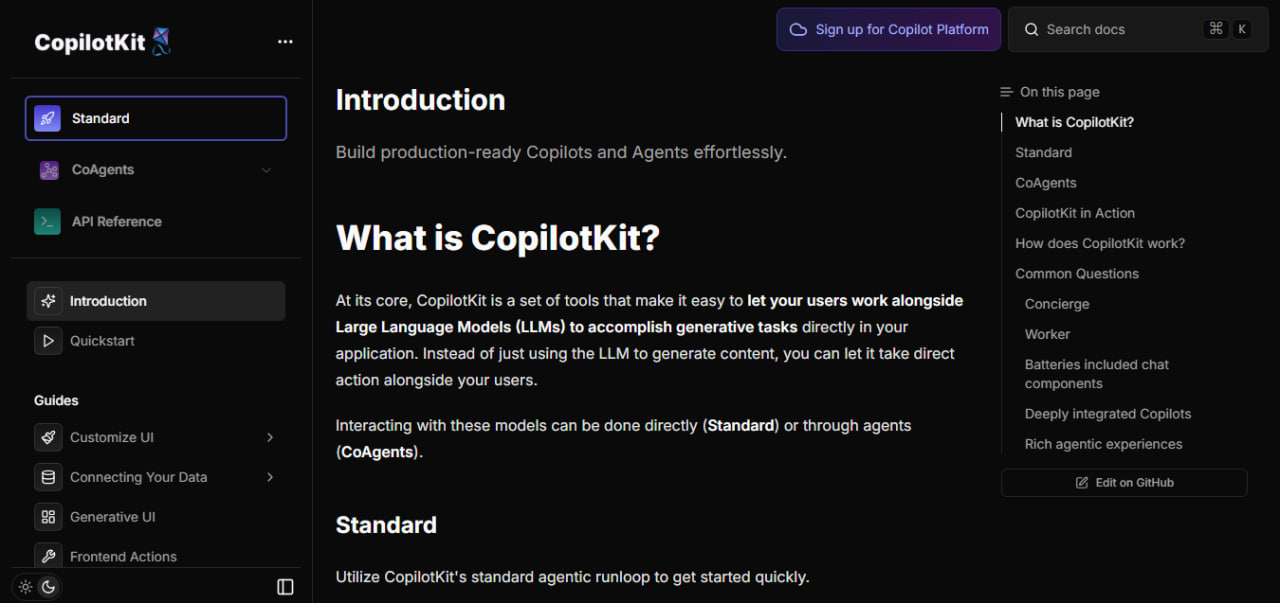 CopilotKit
Standard
CoAgents
API Reference
Introduction
Quickstart
Guides
Customize UI
Connecting Your Data
Generative UI
Frontend Actions
Sign up for Copilot Platform
Search docs
⌘ K
Introduction
Build production-ready Copilots and Agents effortlessly.
What is CopilotKit?
At its core, CopilotKit is a set of tools that make it easy to let your users work alongside
Large Language Models (LLMs) to accomplish generative tasks directly in your
application. Instead of just using the LLM to generate content, you can let it take direct
action alongside your users.
Interacting with these models can be done directly (Standard) or through agents
(CoAgents).
Standard
Utilize CopilotKit's standard agentic runloop to get started quickly.
On this page
What is CopilotKit?
Standard
CoAgents
CopilotKit in Action
How does CopilotKit work?
Common Questions
Concierge
Worker
Batteries included chat
components
Deeply integrated Copilots
Rich agentic experiences
Edit on GitHub